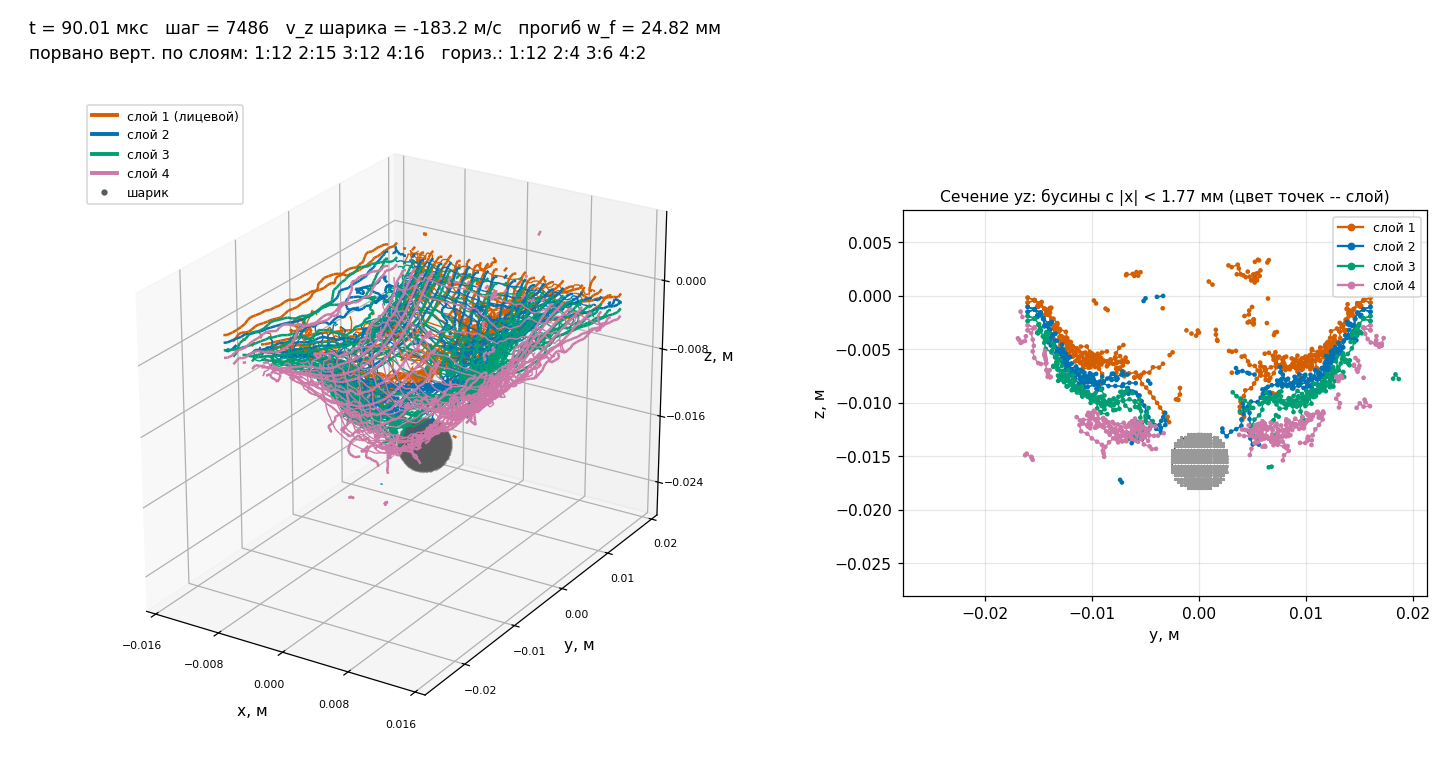 t = 90.01 мкс   шаг = 7486   v_z шарика = -183.2 м/с   прогиб w_f = 24.82 мм
порвано верт. по слоям: 1:12 2:15 3:12 4:16   гориз.: 1:12 2:4 3:6 4:2
слой 1 (лицевой)
слой 2
слой 3
слой 4
шарик
0.000
−0.008
z, м
−0.016
−0.024
0.02
0.01
0.00
−0.01
−0.02
y, м
−0.016
−0.008
0.000
0.008
0.016
x, м
Сечение yz: бусины с |x| < 1.77 мм (цвет точек -- слой)
слой 1
слой 2
слой 3
слой 4
0.005
0.000
−0.005
−0.010
−0.015
−0.020
−0.025
z, м
−0.02
−0.01
0.00
0.01
0.02
y, м